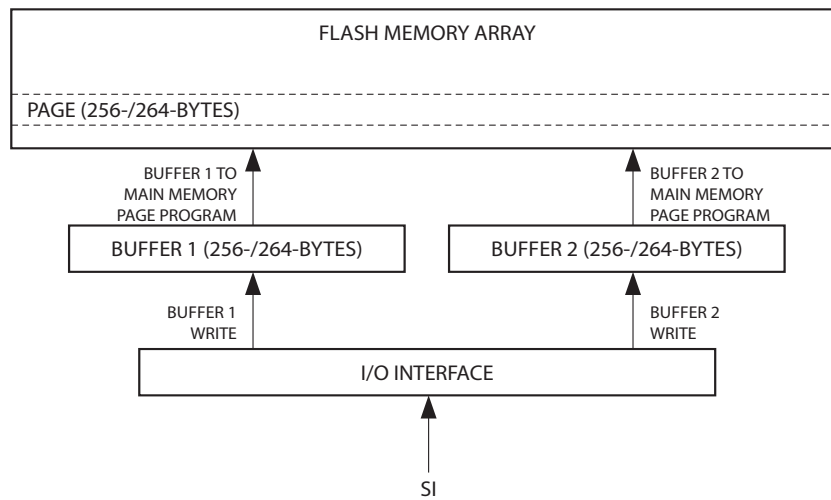 FLASH MEMORY ARRAY
PAGE (256-/264-BYTES)
BUFFER 1 TO
MAIN MEMORY
PAGE PROGRAM
BUFFER 2 TO
MAIN MEMORY
PAGE PROGRAM
BUFFER 1 (256-/264-BYTES)
BUFFER 2 (256-/264-BYTES)
BUFFER 1
WRITE
BUFFER 2
WRITE
I/O INTERFACE
SI